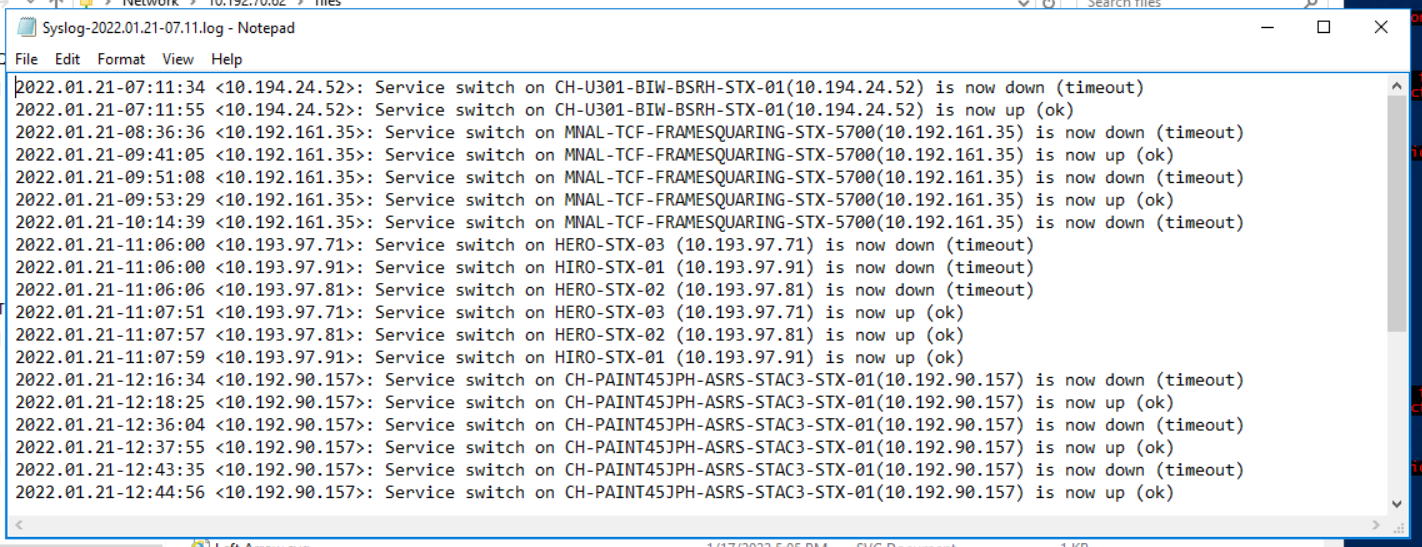 Network > 10.192.70.62 > files
Search files
Syslog-2022.01.21-07.11.log - Notepad
File Edit Format View Help
2022.01.21-07:11:34 <10.194.24.52>: Service switch on CH-U301-BIW-BSRH-STX-01(10.194.24.52) is now down (timeout)
2022.01.21-07:11:55 <10.194.24.52>: Service switch on CH-U301-BIW-BSRH-STX-01(10.194.24.52) is now up (ok)
2022.01.21-08:36:36 <10.192.161.35>: Service switch on MNAL-TCF-FRAMESQUARING-STX-5700(10.192.161.35) is now down (timeout)
2022.01.21-09:41:05 <10.192.161.35>: Service switch on MNAL-TCF-FRAMESQUARING-STX-5700(10.192.161.35) is now up (ok)
2022.01.21-09:51:08 <10.192.161.35>: Service switch on MNAL-TCF-FRAMESQUARING-STX-5700(10.192.161.35) is now down (timeout)
2022.01.21-09:53:29 <10.192.161.35>: Service switch on MNAL-TCF-FRAMESQUARING-STX-5700(10.192.161.35) is now up (ok)
2022.01.21-10:14:39 <10.192.161.35>: Service switch on MNAL-TCF-FRAMESQUARING-STX-5700(10.192.161.35) is now down (timeout)
2022.01.21-11:06:00 <10.193.97.71>: Service switch on HERO-STX-03 (10.193.97.71) is now down (timeout)
2022.01.21-11:06:00 <10.193.97.91>: Service switch on HIRO-STX-01 (10.193.97.91) is now down (timeout)
2022.01.21-11:06:06 <10.193.97.81>: Service switch on HERO-STX-02 (10.193.97.81) is now down (timeout)
2022.01.21-11:07:51 <10.193.97.71>: Service switch on HERO-STX-03 (10.193.97.71) is now up (ok)
2022.01.21-11:07:57 <10.193.97.81>: Service switch on HERO-STX-02 (10.193.97.81) is now up (ok)
2022.01.21-11:07:59 <10.193.97.91>: Service switch on HIRO-STX-01 (10.193.97.91) is now up (ok)
2022.01.21-12:16:34 <10.192.90.157>: Service switch on CH-PAINT45JPH-ASRS-STAC3-STX-01(10.192.90.157) is now down (timeout)
2022.01.21-12:18:25 <10.192.90.157>: Service switch on CH-PAINT45JPH-ASRS-STAC3-STX-01(10.192.90.157) is now up (ok)
2022.01.21-12:36:04 <10.192.90.157>: Service switch on CH-PAINT45JPH-ASRS-STAC3-STX-01(10.192.90.157) is now down (timeout)
2022.01.21-12:37:55 <10.192.90.157>: Service switch on CH-PAINT45JPH-ASRS-STAC3-STX-01(10.192.90.157) is now up (ok)
2022.01.21-12:43:35 <10.192.90.157>: Service switch on CH-PAINT45JPH-ASRS-STAC3-STX-01(10.192.90.157) is now down (timeout)
2022.01.21-12:44:56 <10.192.90.157>: Service switch on CH-PAINT45JPH-ASRS-STAC3-STX-01(10.192.90.157) is now up (ok)